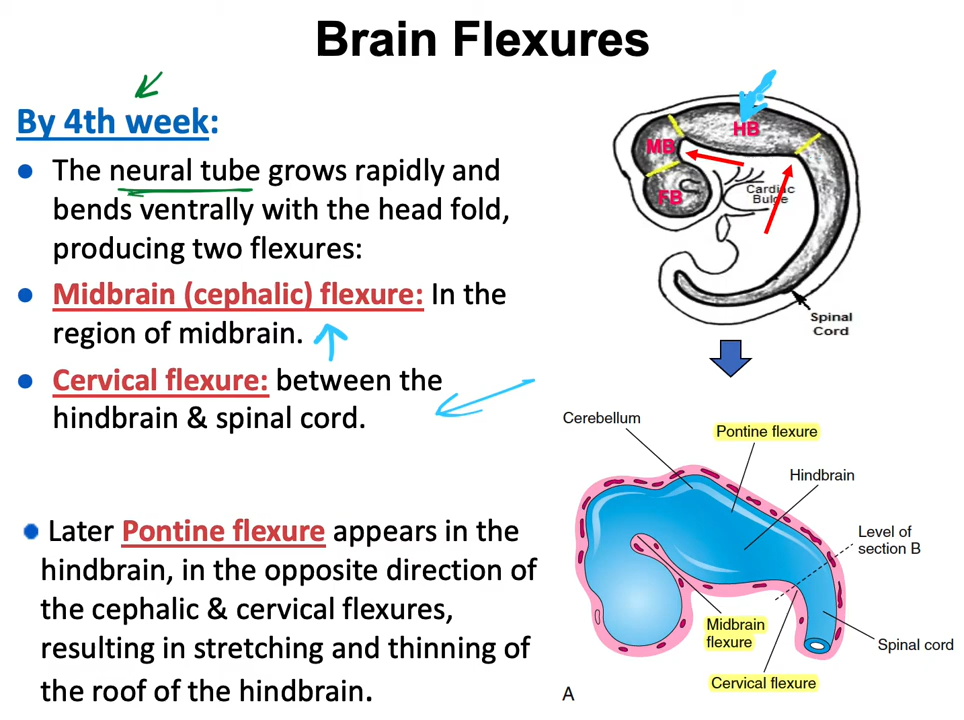 Brain Flexures
By 4th week:
● The neural tube grows rapidly and
bends ventrally with the head fold,
producing two flexures:
● Midbrain (cephalic) flexure: In the
region of midbrain.
● Cervical flexure: between the
hindbrain & spinal cord.
● Later Pontine flexure appears in the
hindbrain, in the opposite direction of
the cephalic & cervical flexures,
resulting in stretching and thinning of
the roof of the hindbrain.
HB
MB
FB
Cardiac
Bulge
Spinal
Cord
Cerebellum
Pontine flexure
Hindbrain
Level of
section B
Midbrain
flexure
Spinal cord
Cervical flexure
A